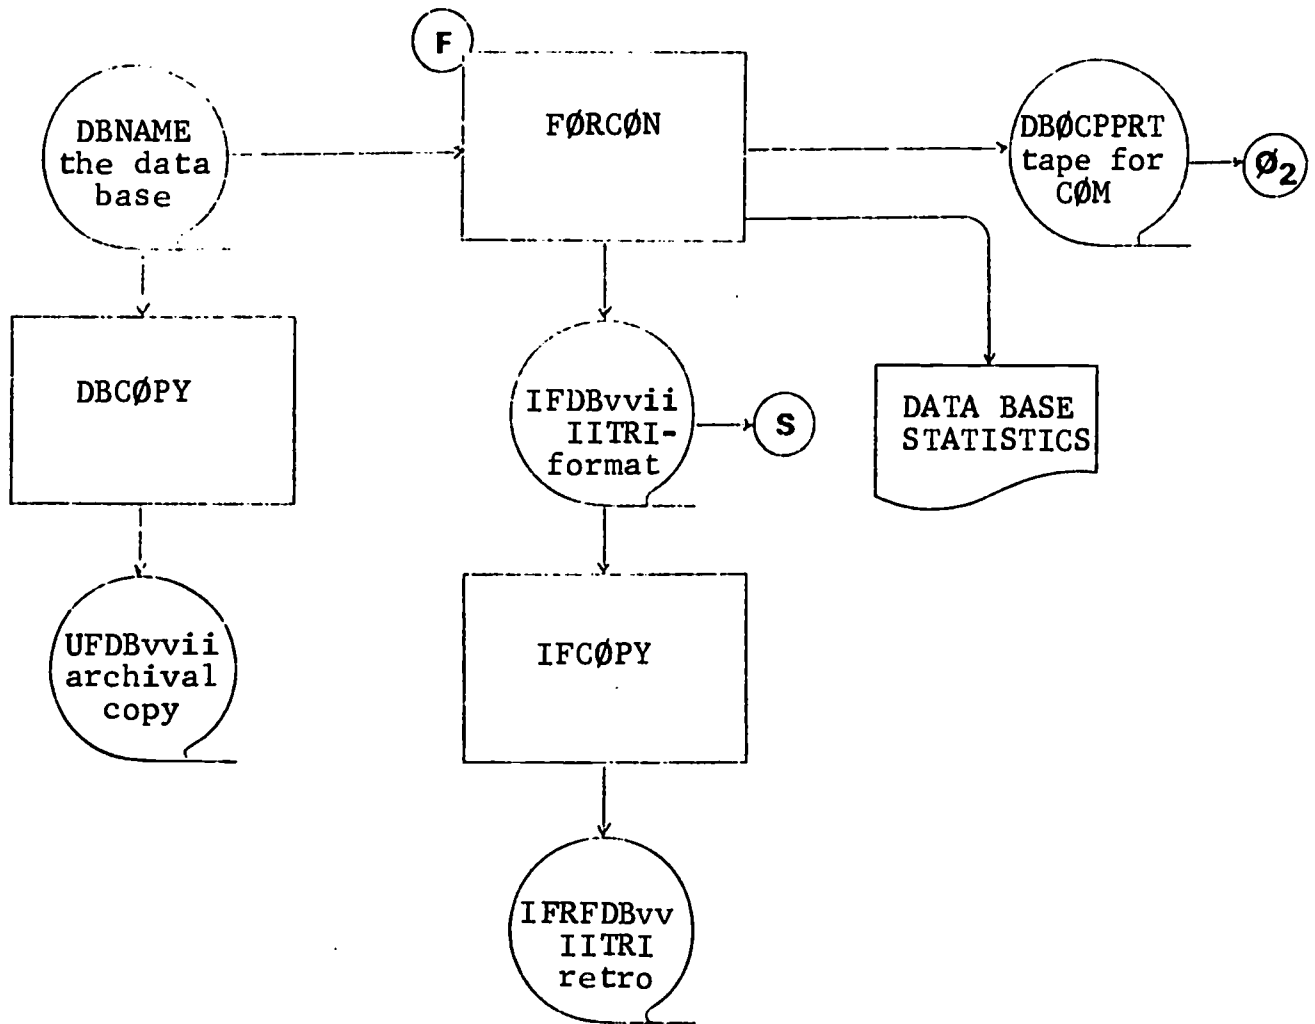 F
FØRCØN
DBNAME
the data
base
DBØCPPRT
tape for
CØM
Ø2
DBCØPY
IFDBvvii
IITRI-
format
S
DATA BASE
STATISTICS
UFDBvvii
archival
copy
IFCØPY
IFRFDBvv
IITRI
retro